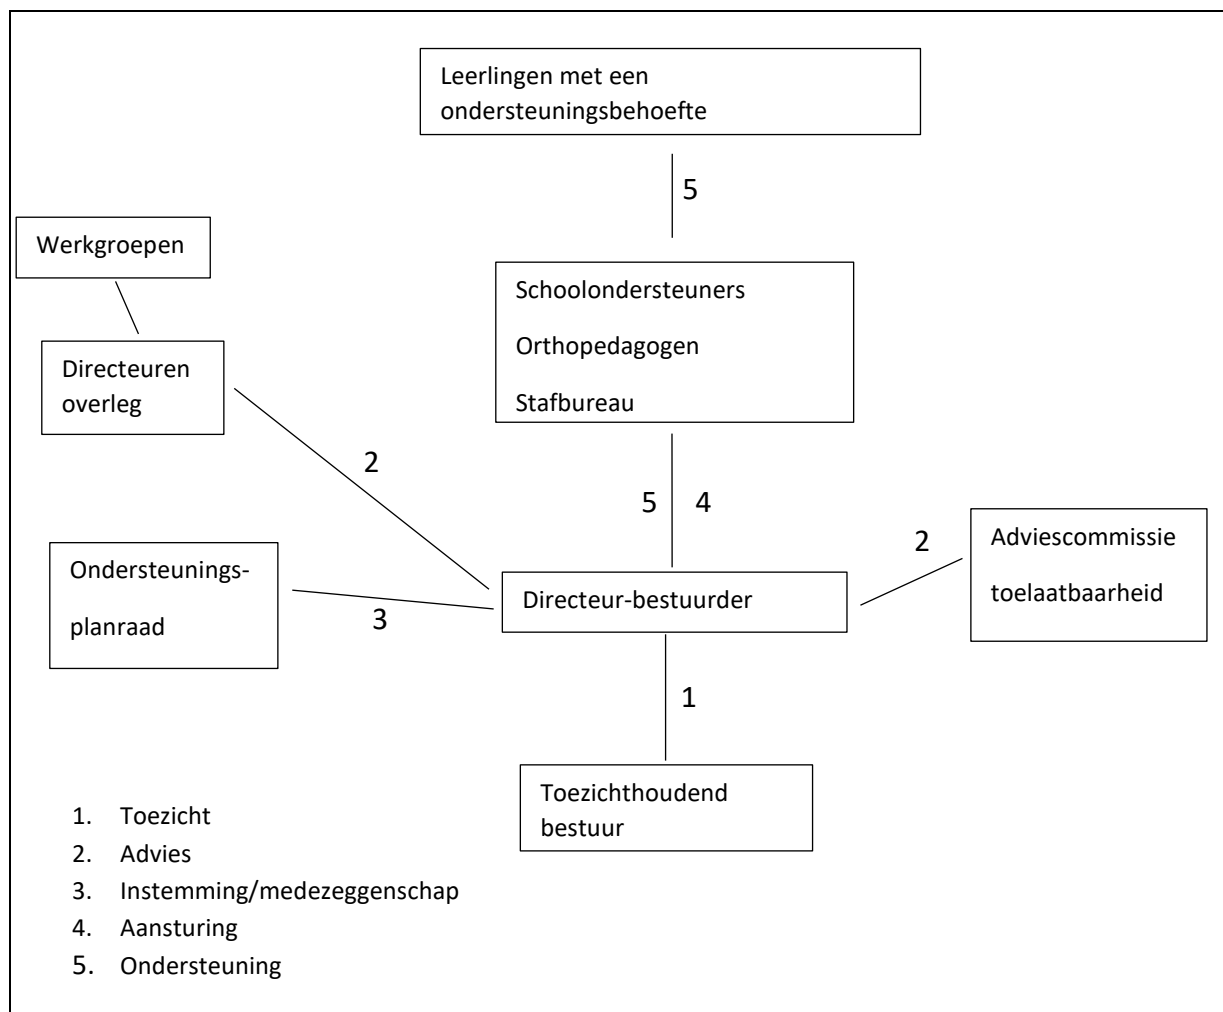 Leerlingen met een
ondersteuningsbehoefte
5
Werkgroepen
Schoolondersteuners
Orthopedagogen
Stafbureau
Directeuren
overleg
2
5
4
2
Adviescommissie
toelaatbaarheid
Ondersteunings-
planraad
3
Directeur-bestuurder
1
Toezichthoudend
bestuur
1. Toezicht
2. Advies
3. Instemming/medezeggenschap
4. Aansturing
5. Ondersteuning